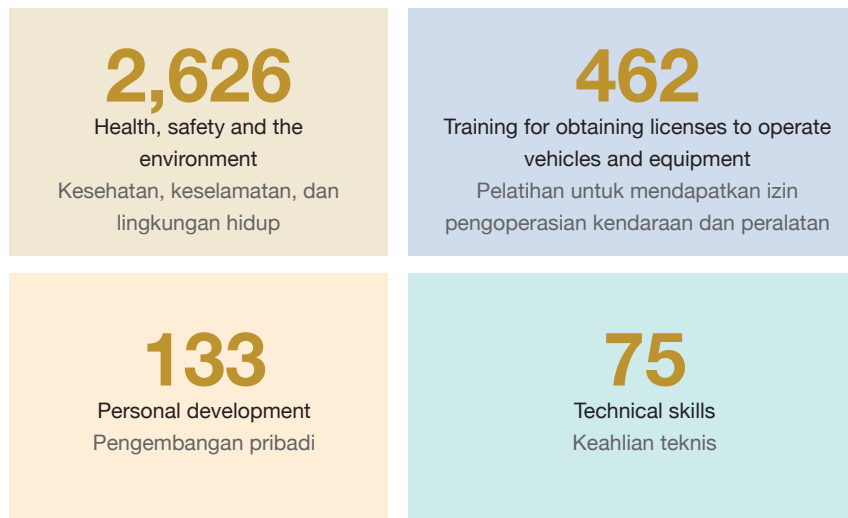 2,626
Health, safety and the
environment
Kesehatan, keselamatan, dan
lingkungan hidup
462
Training for obtaining licenses to operate
vehicles and equipment
Pelatihan untuk mendapatkan izin
pengoperasian kendaraan dan peralatan
133
Personal development
Pengembangan pribadi
75
Technical skills
Keahlian teknis